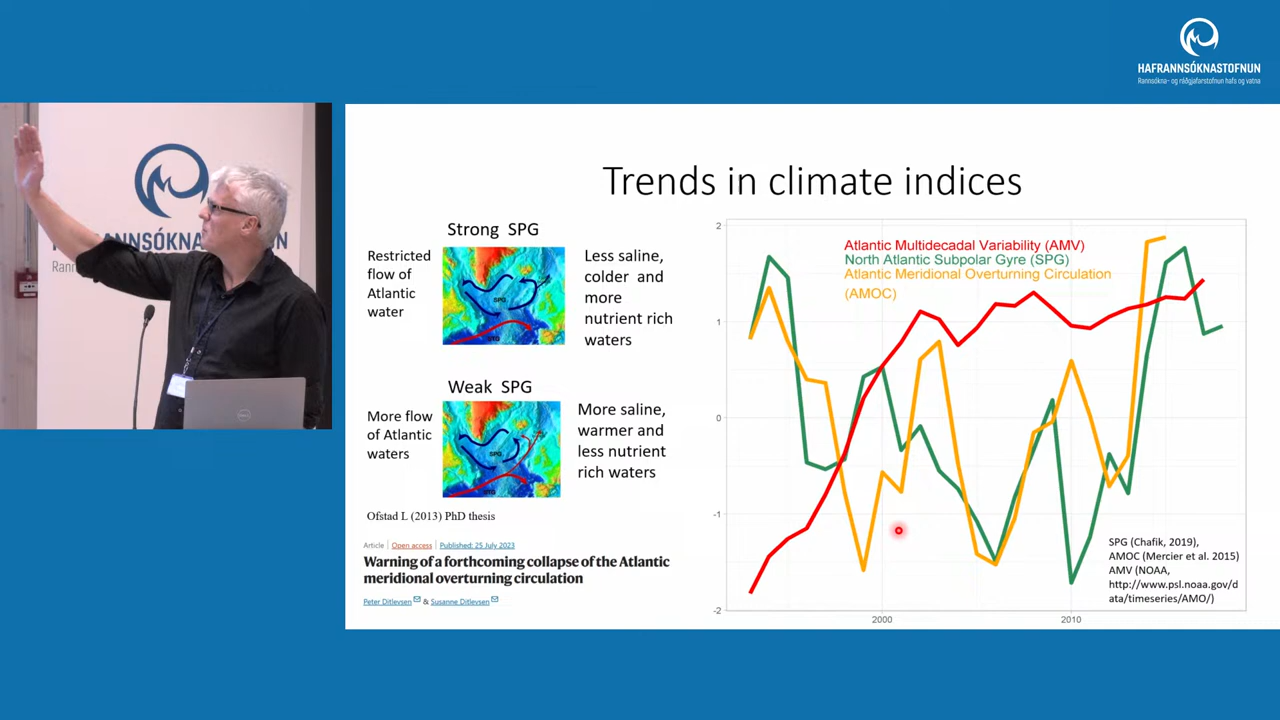 HAFRANNSÓKNASTOFNUN
Rannsókna- og ráðgjafarstofnun hafs og vatna
Trends in climate indices
Strong SPG
Restricted
flow of
Atlantic
water
SPG
STG
Less saline,
colder and
more
nutrient rich
waters
Weak SPG
More flow
of Atlantic
waters
SPG
STG
More saline,
warmer and
less nutrient
rich waters
Ofstad L (2013) PhD thesis
Article | Open access | Published: 25 July 2023
Warning of a forthcoming collapse of the Atlantic
meridional overturning circulation
Peter Ditlevsen & Susanne Ditlevsen
Atlantic Multidecadal Variability (AMV)
North Atlantic Subpolar Gyre (SPG)
Atlantic Meridional Overturning Circulation
(AMOC)
2
1
0
-1
-2
2000
2010
SPG (Chafik, 2019),
AMOC (Mercier et al. 2015)
AMV (NOAA,
http://www.psl.noaa.gov/d
ata/timeseries/AMO/)